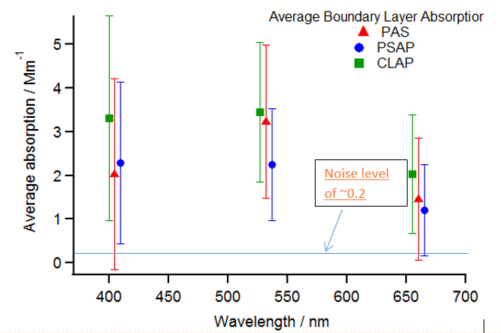 Average Boundary Layer Absorption
PAS
PSAP
CLAP
Average absorption / Mm-1
5
4
3
2
1
0
Noise level
of ~0.2
400
450
500
550
600
650
700
Wavelength / nm